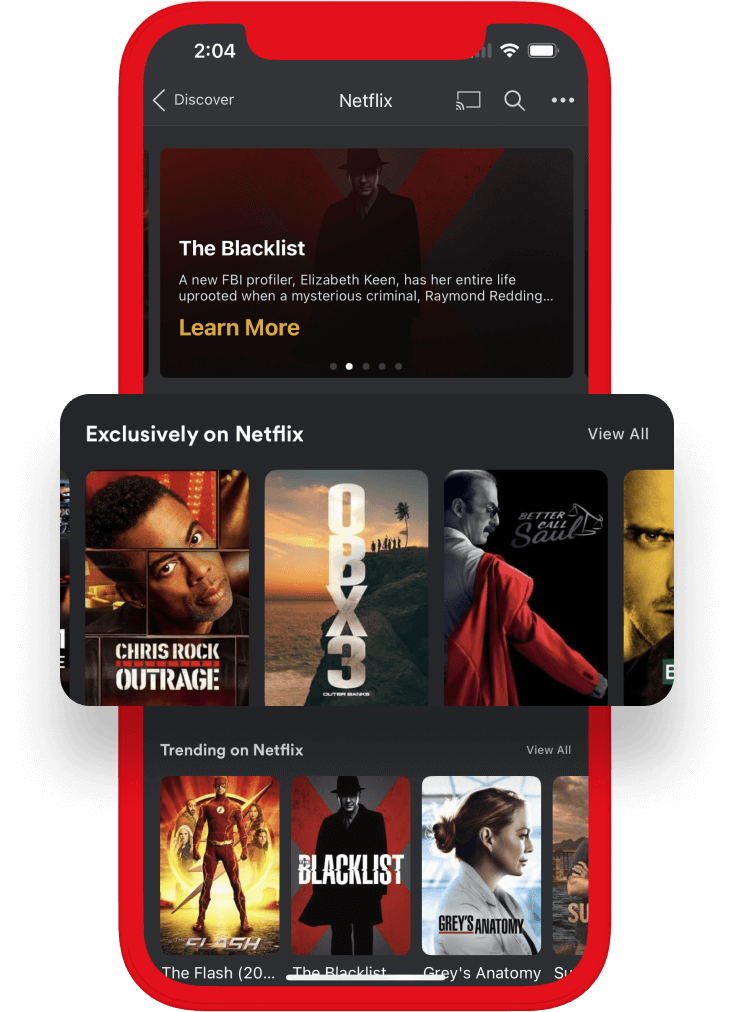 2:04
Discover
Netflix
The Blacklist
A new FBI profiler, Elizabeth Keen, has her entire life
uprooted when a mysterious criminal, Raymond Redding...
Learn More
Exclusively on Netflix
View All
CHRIS ROCK
SELECTIVE
OUTRAGE
OBX3
OUTER BANKS
BETTER
CALL
Saul
E
Trending on Netflix
View All
THE FLASH
THE
BLACKLIST
GREY'S ANATOMY
SU
The Flash (20...
The Blacklist
Grey's Anatomy
Su